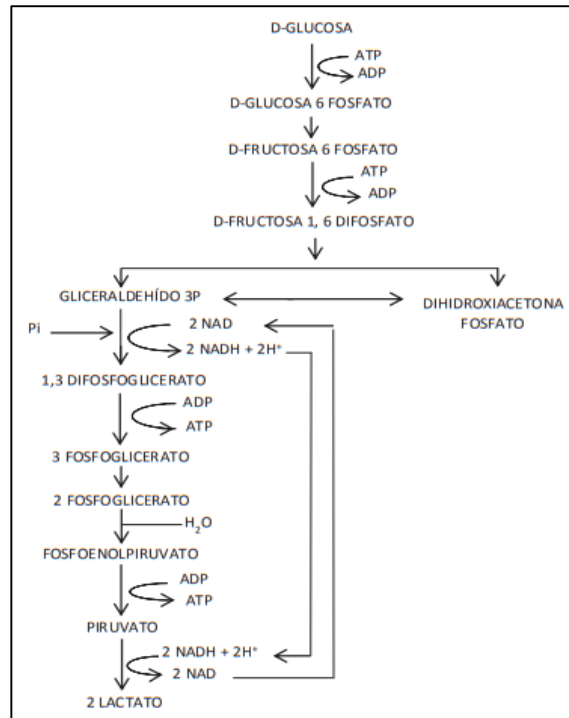 D-GLUCOSA
ATP
ADP
D-GLUCOSA 6 FOSFATO
D-FRUCTOSA 6 FOSFATO
ATP
ADP
D-FRUCTOSA 1, 6 DIFOSFATO
GLICERALDEHÍDO 3P
DIHIDROXIACETONA
FOSFATO
Pi
2 NAD
2 NADH + 2H⁺
1,3 DIFOSFOGLICERATO
ADP
ATP
3 FOSFOGLICERATO
2 FOSFOGLICERATO
H₂O
FOSFOENOLPIRUVATO
ADP
ATP
PIRUVATO
2 NADH + 2H⁺
2 NAD
2 LACTATO